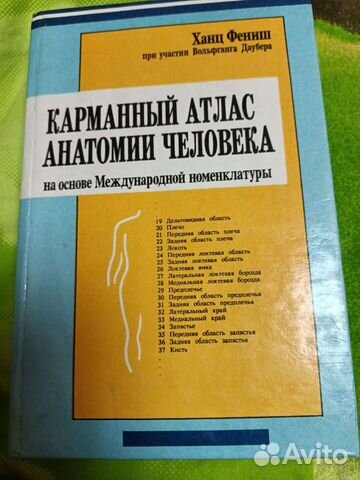 Ханц Фениш
при участии Вольфганга Даубера
КАРМАННЫЙ АТЛАС
АНАТОМИИ ЧЕЛОВЕКА
на основе Международной номенклатуры
19 Дельтовидная область
20 Плечо
21 Передняя область плеча
22 Задняя область плеча
23 Локоть
24 Передняя локтевая область
25 Задняя локтевая область
26 Локтевая ямка
27 Латеральная локтевая борозда
28 Медиальная локтевая борозда
29 Предплечье
30 Передняя область предплечья
31 Задняя область предплечья
32 Латеральный край
33 Медиальный край
34 Запястье
35 Передняя область запястья
36 Задняя область запястья
37 Кисть
Avito